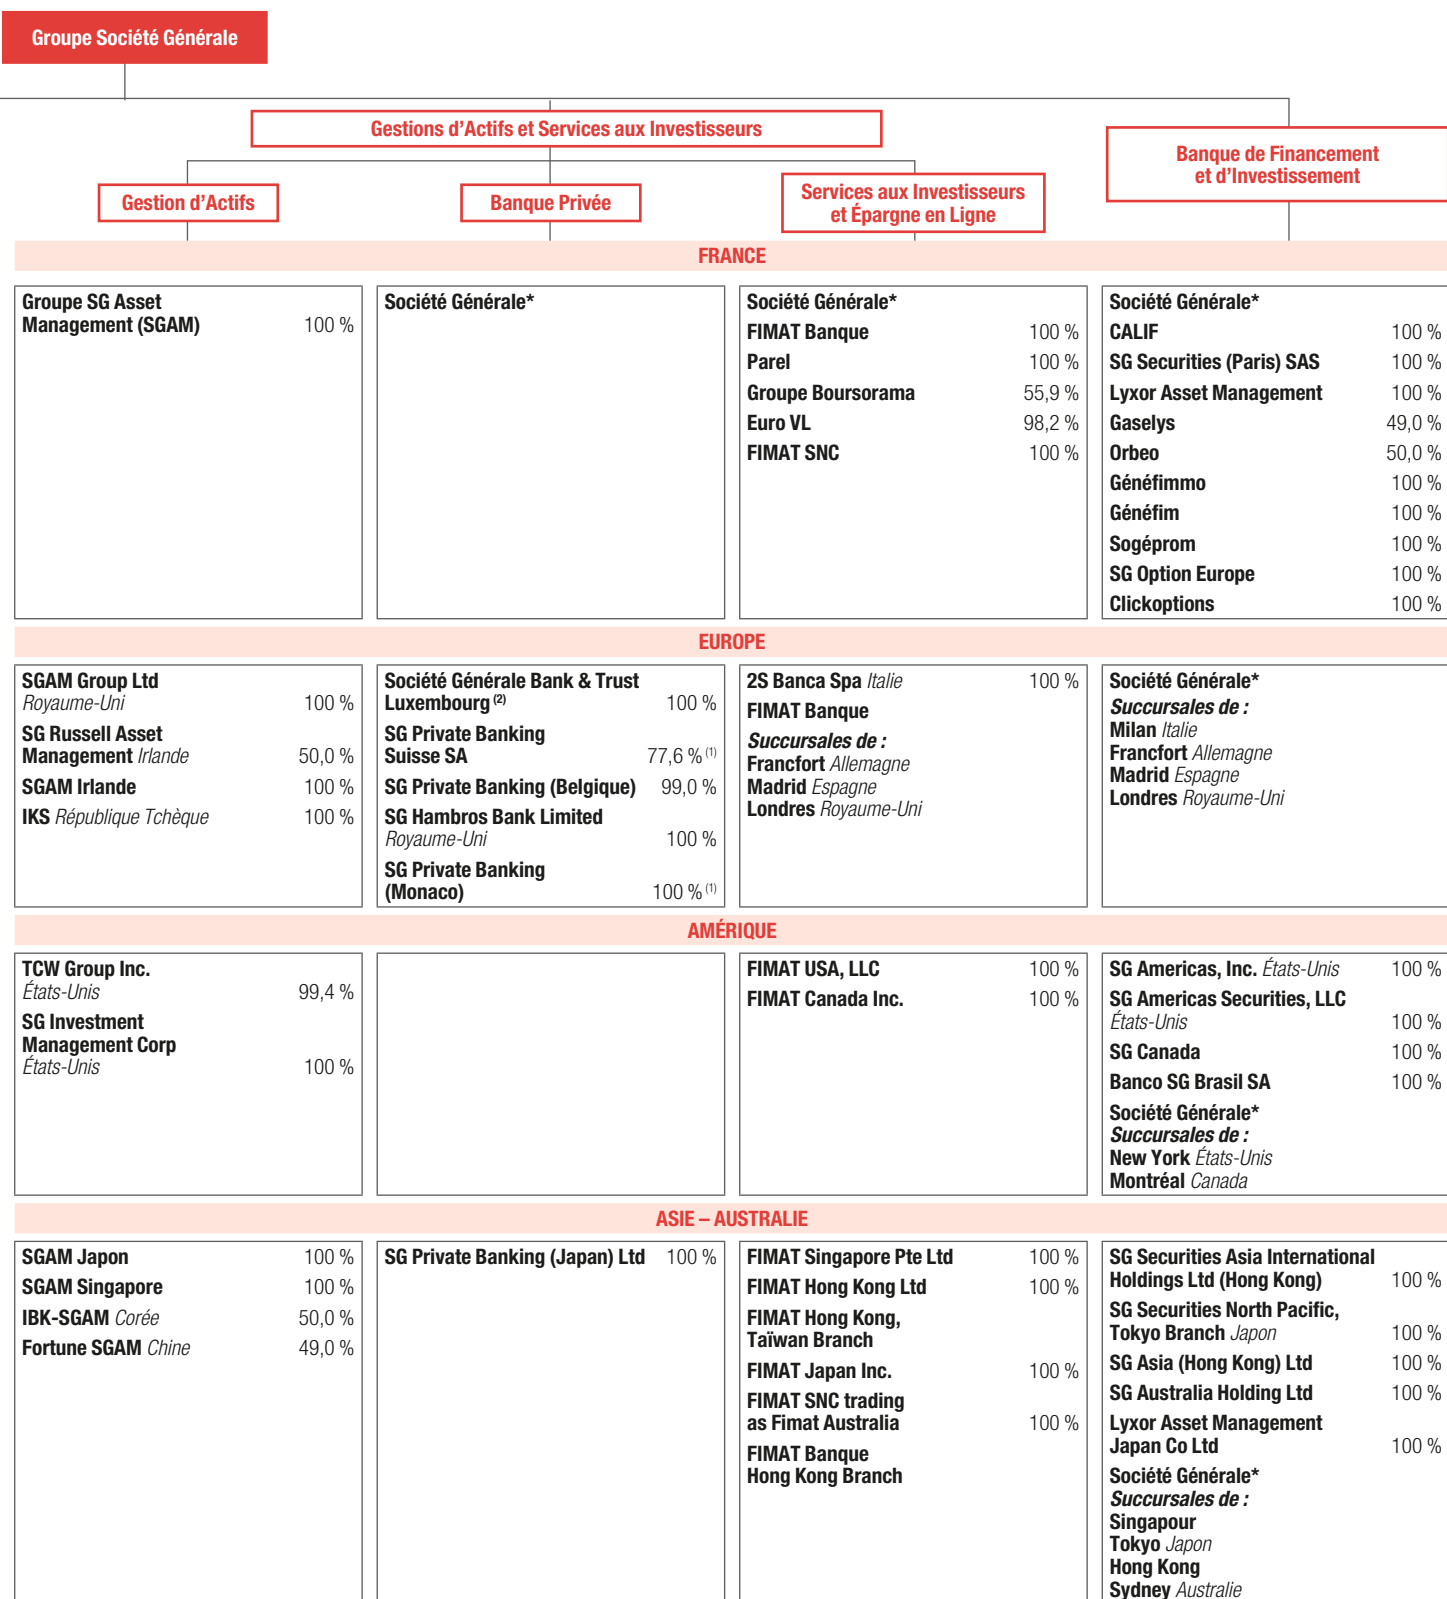 Groupe Société Générale
Gestions d'Actifs et Services aux Investisseurs
Banque de Financement
et d'Investissement
Gestion d'Actifs
Banque Privée
Services aux Investisseurs
et Épargne en Ligne
FRANCE
Groupe SG Asset
Management (SGAM) 100 %
Société Générale*
Société Générale*
FIMAT Banque 100 %
Parel 100 %
Groupe Boursorama 55,9 %
Euro VL 98,2 %
FIMAT SNC 100 %
Société Générale*
CALIF 100 %
SG Securities (Paris) SAS 100 %
Lyxor Asset Management 100 %
Gaselys 49,0 %
Orbeo 50,0 %
Généfimmo 100 %
Généfim 100 %
Sogéprom 100 %
SG Option Europe 100 %
Clickoptions 100 %
EUROPE
SGAM Group Ltd
Royaume-Uni 100 %
SG Russell Asset
Management Irlande 50,0 %
SGAM Irlande 100 %
IKS République Tchèque 100 %
Société Générale Bank & Trust
Luxembourg (2) 100 %
SG Private Banking
Suisse SA 77,6 % (1)
SG Private Banking (Belgique) 99,0 %
SG Hambros Bank Limited
Royaume-Uni 100 %
SG Private Banking
(Monaco) 100 % (1)
2S Banca Spa Italie 100 %
FIMAT Banque
Succursales de :
Francfort Allemagne
Madrid Espagne
Londres Royaume-Uni
Société Générale*
Succursales de :
Milan Italie
Francfort Allemagne
Madrid Espagne
Londres Royaume-Uni
AMÉRIQUE
TCW Group Inc.
États-Unis 99,4 %
SG Investment
Management Corp
États-Unis 100 %
FIMAT USA, LLC 100 %
FIMAT Canada Inc. 100 %
SG Americas, Inc. États-Unis 100 %
SG Americas Securities, LLC
États-Unis 100 %
SG Canada 100 %
Banco SG Brasil SA 100 %
Société Générale*
Succursales de :
New York États-Unis
Montréal Canada
ASIE – AUSTRALIE
SGAM Japon 100 %
SGAM Singapore 100 %
IBK-SGAM Corée 50,0 %
Fortune SGAM Chine 49,0 %
SG Private Banking (Japan) Ltd 100 %
FIMAT Singapore Pte Ltd 100 %
FIMAT Hong Kong Ltd 100 %
FIMAT Hong Kong,
Taïwan Branch
FIMAT Japan Inc. 100 %
FIMAT SNC trading
as Fimat Australia 100 %
FIMAT Banque
Hong Kong Branch
SG Securities Asia International
Holdings Ltd (Hong Kong) 100 %
SG Securities North Pacific,
Tokyo Branch Japon 100 %
SG Asia (Hong Kong) Ltd 100 %
SG Australia Holding Ltd 100 %
Lyxor Asset Management
Japan Co Ltd 100 %
Société Générale*
Succursales de :
Singapour
Tokyo Japon
Hong Kong
Sydney Australie